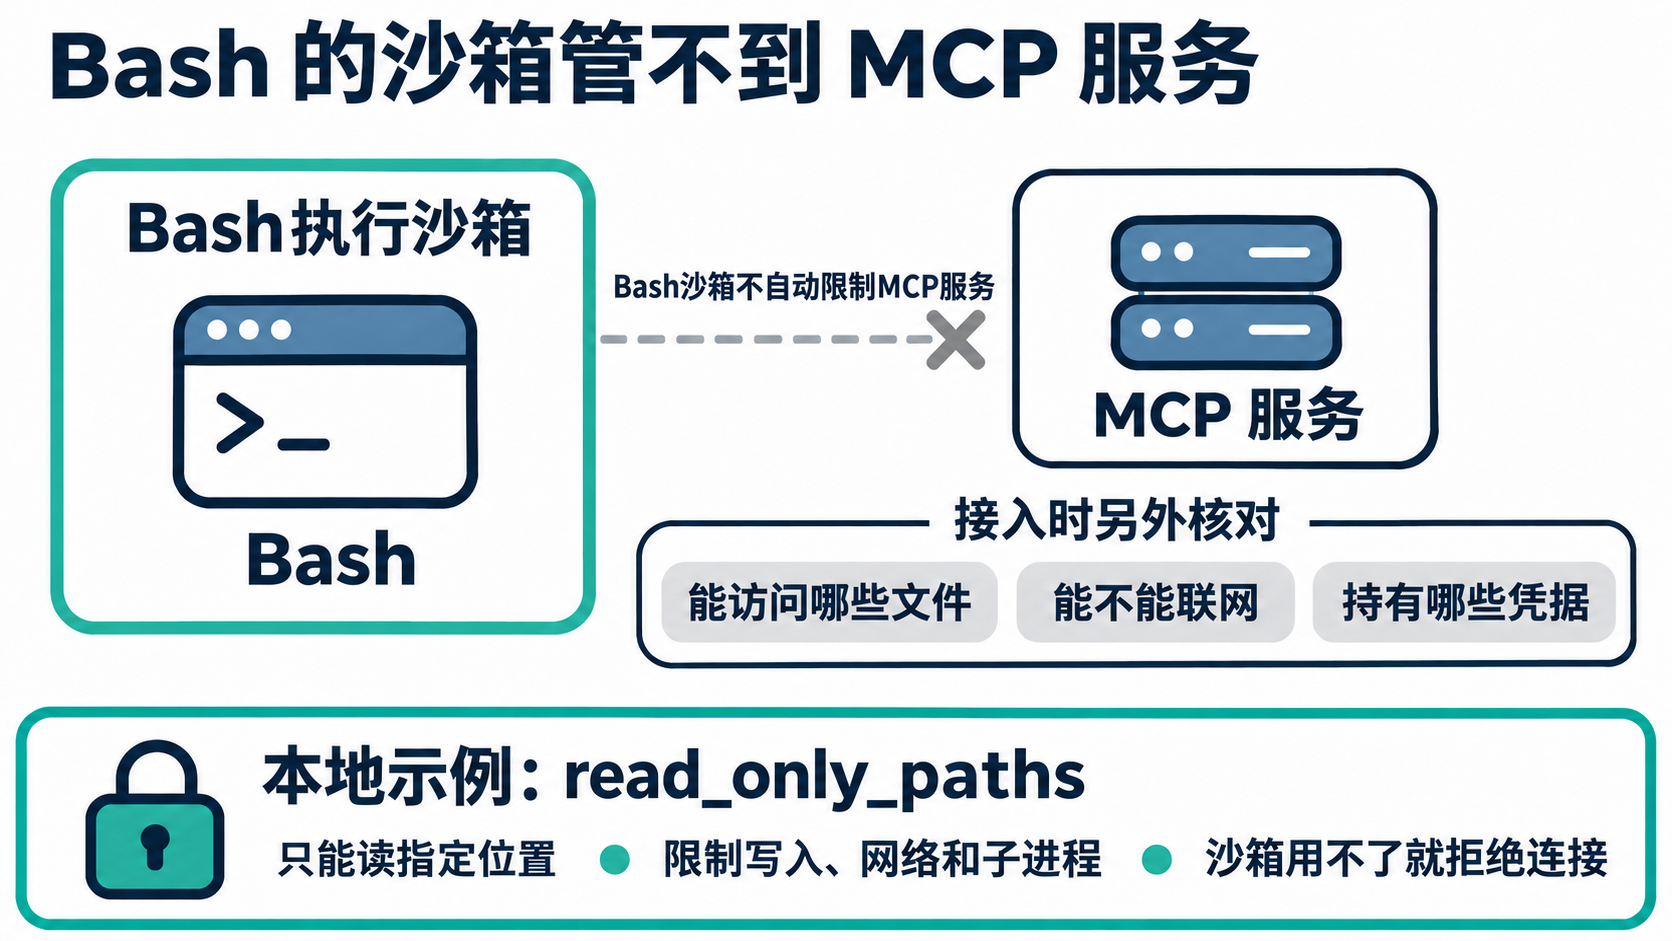 Bash 的沙箱管不到 MCP 服务
Bash执行沙箱
>_
Bash
Bash沙箱不自动限制MCP服务
MCP 服务
接入时另外核对
能访问哪些文件
能不能联网
持有哪些凭据
本地示例：read_only_paths
只能读指定位置 ● 限制写入、网络和子进程 ● 沙箱用不了就拒绝连接